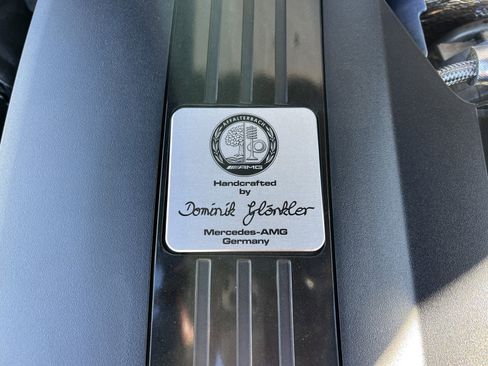 AFFALTERBACH
AMG
Handcrafted
by
Dominik Glänkler
Mercedes-AMG
Germany